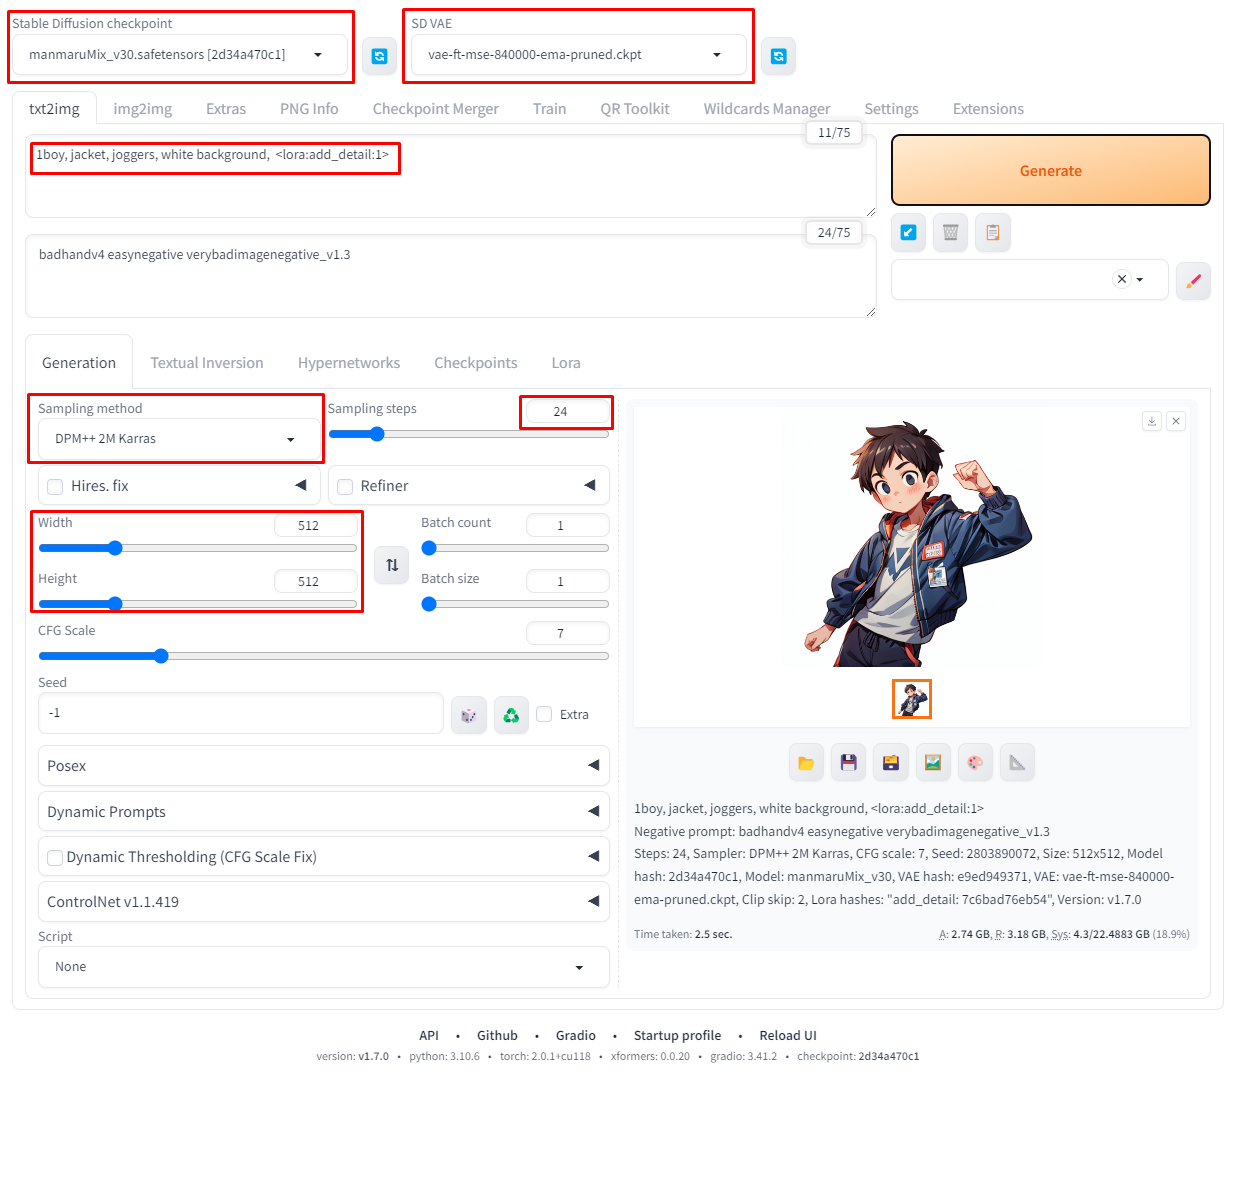 Stable Diffusion checkpoint
SD VAE
manmaruMix_v30.safetensors [2d34a470c1]
vae-ft-mse-840000-ema-pruned.ckpt
txt2img img2img Extras PNG Info Checkpoint Merger Train QR Toolkit Wildcards Manager Settings Extensions
11/75
1boy, jacket, joggers, white background, <lora:add_detail:1>
Generate
24/75
badhandv4 easynegative verybadimagenegative_v1.3
Generation Textual Inversion Hypernetworks Checkpoints Lora
Sampling method
Sampling steps
24
DPM++ 2M Karras
Hires. fix
Refiner
Width
512
Batch count
1
Height
512
Batch size
1
CFG Scale
7
Seed
-1
Extra
Posex
Dynamic Prompts
Dynamic Thresholding (CFG Scale Fix)
ControlNet v1.1.419
Script
None
1boy, jacket, joggers, white background, <lora:add_detail:1>
Negative prompt: badhandv4 easynegative verybadimagenegative_v1.3
Steps: 24, Sampler: DPM++ 2M Karras, CFG scale: 7, Seed: 2803890072, Size: 512x512, Model
hash: 2d34a470c1, Model: manmaruMix_v30, VAE hash: e9ed949371, VAE: vae-ft-mse-840000-
ema-pruned.ckpt, Clip skip: 2, Lora hashes: "add_detail: 7c6bad76eb54", Version: v1.7.0
Time taken: 2.5 sec.
A: 2.74 GB, R: 3.18 GB, Sys: 4.3/22.4883 GB (18.9%)
API • Github • Gradio • Startup profile • Reload UI
version: v1.7.0 • python: 3.10.6 • torch: 2.0.1+cu118 • xformers: 0.0.20 • gradio: 3.41.2 • checkpoint: 2d34a470c1